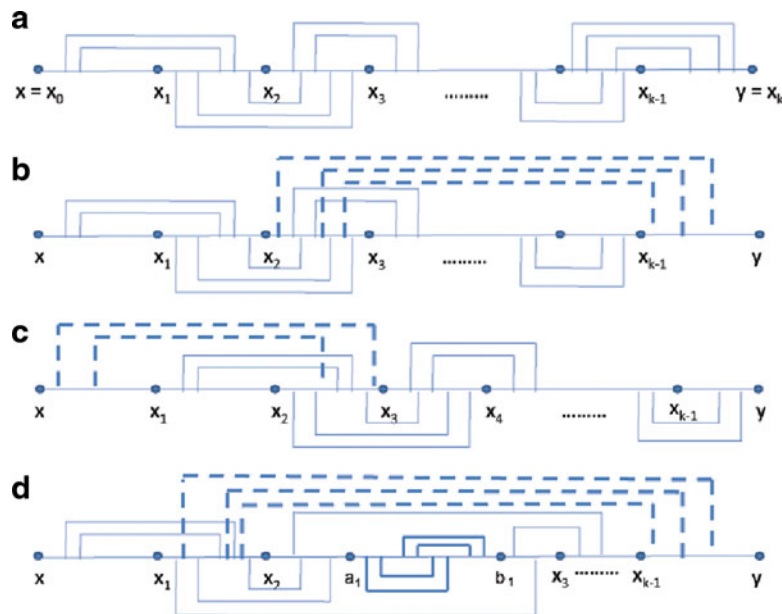 a
x = x₀ x₁ x₂ x₃ ......... xₖ₋₁ y = xₖ
b
x x₁ x₂ x₃ ......... xₖ₋₁ y
c
x x₁ x₂ x₃ x₄ ......... xₖ₋₁ y
d
x x₁ x₂ a₁ b₁ x₃ ......... xₖ₋₁ y